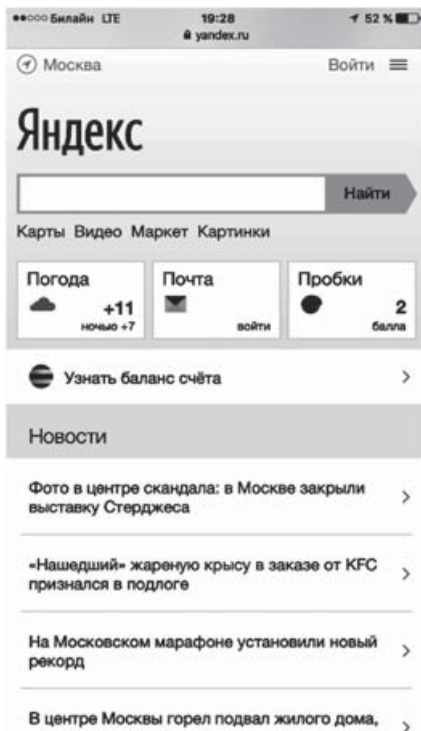 Билайн LTE 19:28 52 %
yandex.ru
Москва Войти
Яндекс
Найти
Карты Видео Маркет Картинки
Погода Почта Пробки
+11 2
ночью +7 войти балла
Узнать баланс счёта
Новости
Фото в центре скандала: в Москве закрыли
выставку Стерджеса
«Нашедший» жареную крысу в заказе от KFC
признался в подлоге
На Московском марафоне установили новый
рекорд
В центре Москвы горел подвал жилого дома,